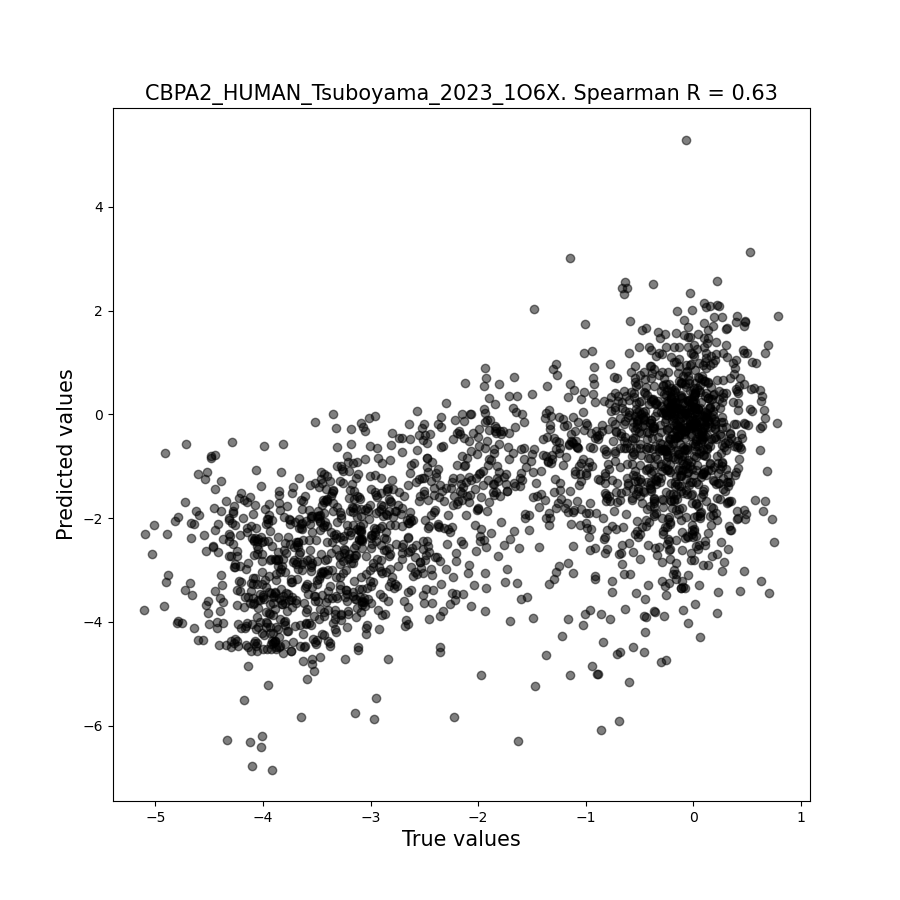 CBPA2_HUMAN_Tsuboyama_2023_1O6X. Spearman R = 0.63
Predicted values
4
2
0
−2
−4
−6
−5 −4 −3 −2 −1 0 1
True values